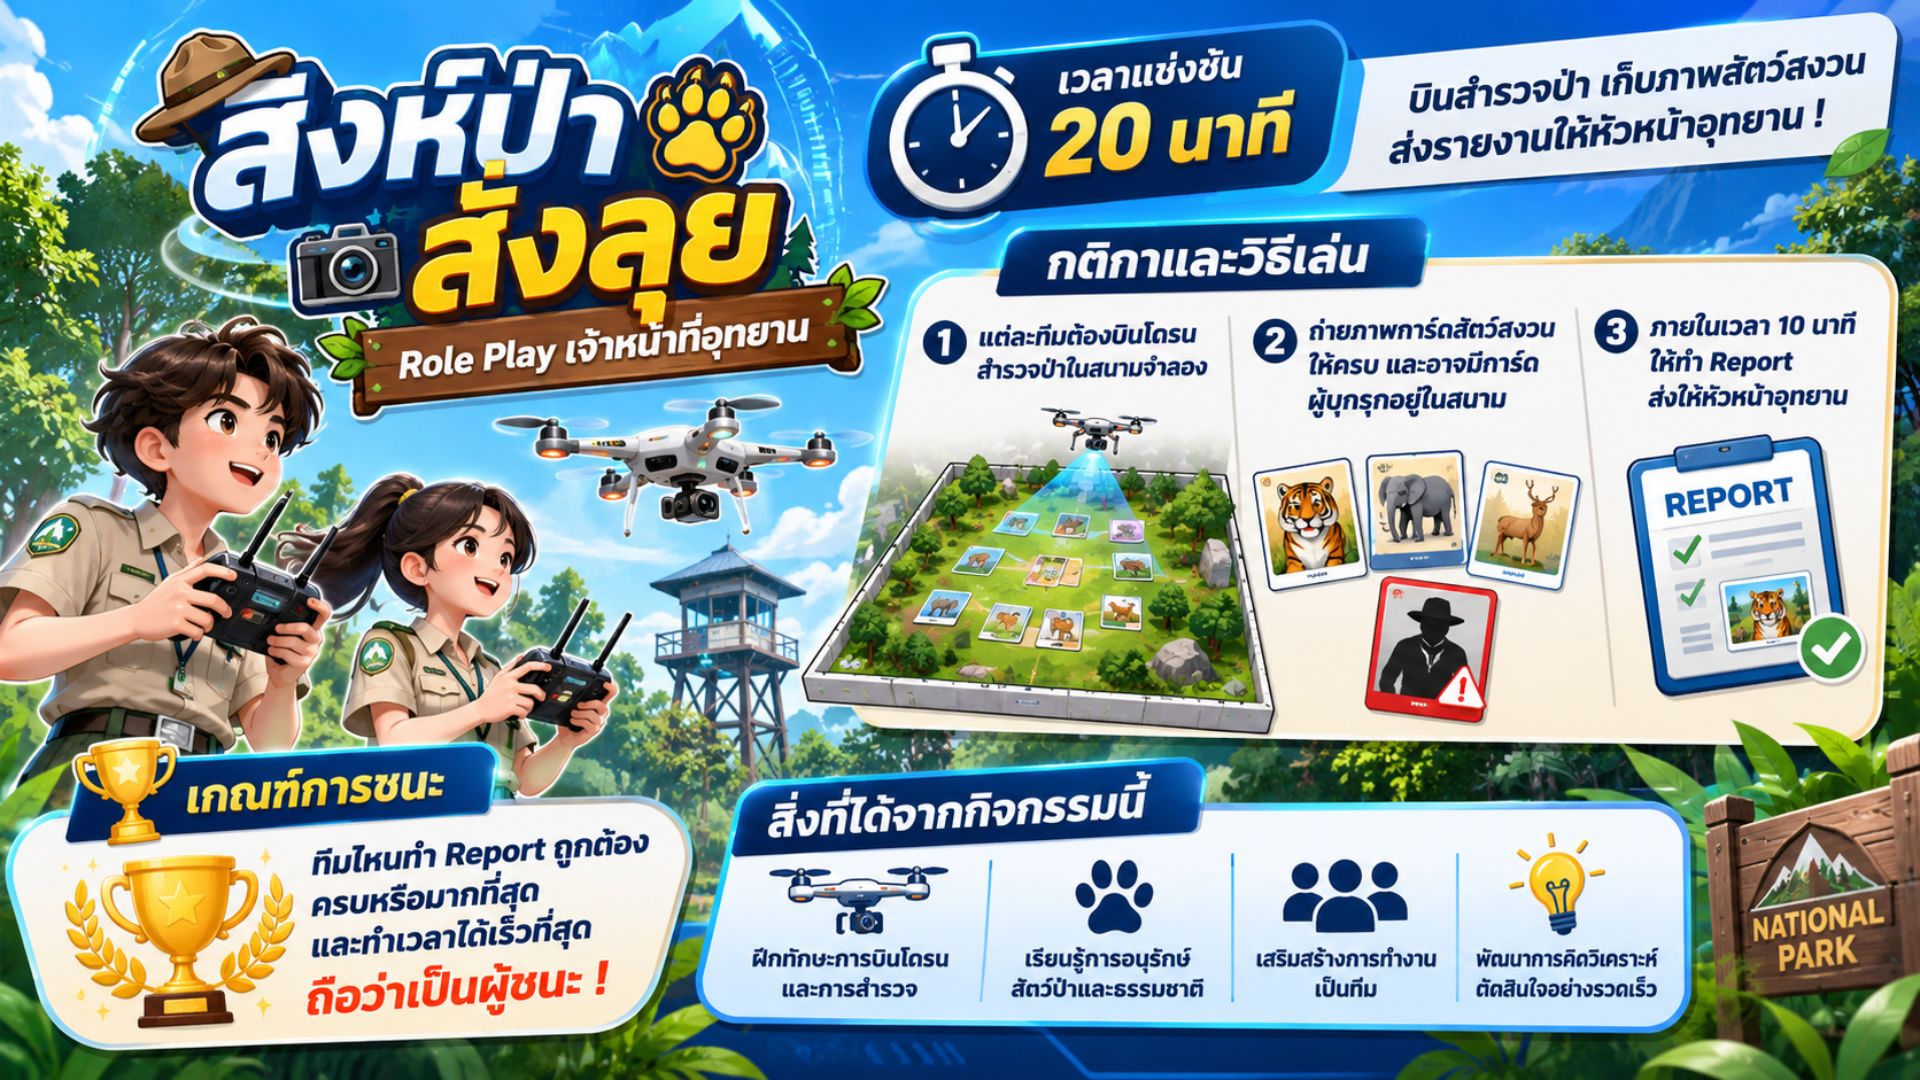 สิงห์ป่า
สั่งลุย
Role Play เจ้าหน้าที่อุทยาน
เวลาแข่งขัน
20 นาที
บินสำรวจป่า เก็บภาพสัตว์สงวน
ส่งรายงานให้หัวหน้าอุทยาน !
กติกาและวิธีเล่น
1 แต่ละทีมต้องบินโดรน
สำรวจป่าในสนามจำลอง
2 ถ่ายภาพการ์ดสัตว์สงวน
ให้ครบ และอาจมีการ์ด
ผู้บุกรุกอยู่ในสนาม
3 ภายในเวลา 10 นาที
ให้ทำ Report
ส่งให้หัวหน้าอุทยาน
REPORT
เกณฑ์การชนะ
ทีมไหนทำ Report ถูกต้อง
ครบหรือมากที่สุด
และทำเวลาได้เร็วที่สุด
ถือว่าเป็นผู้ชนะ !
สิ่งที่ได้จากกิจกรรมนี้
ฝึกทักษะการบินโดรน
และการสำรวจ
เรียนรู้การอนุรักษ์
สัตว์ป่าและธรรมชาติ
เสริมสร้างการทำงาน
เป็นทีม
พัฒนาการคิดวิเคราะห์
ตัดสินใจอย่างรวดเร็ว
NATIONAL
PARK